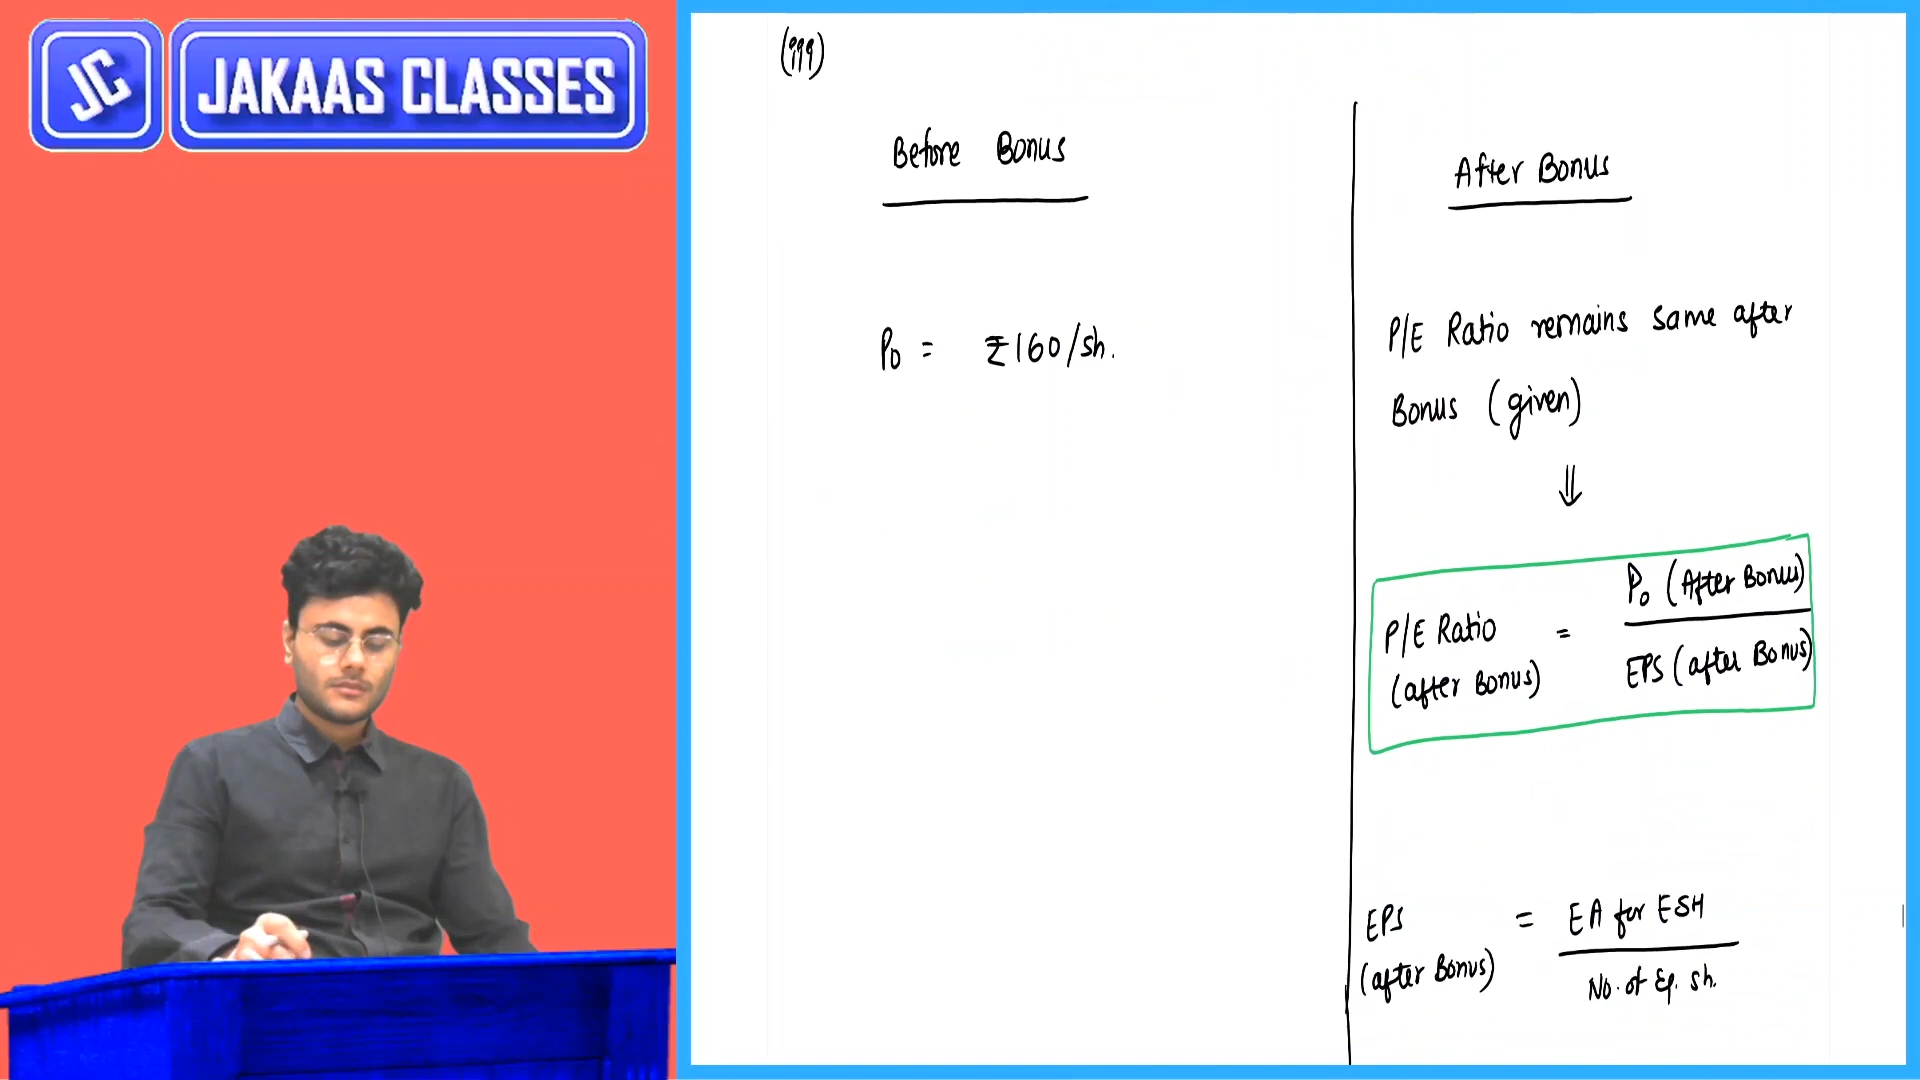 JC JAKAAS CLASSES
(iii)
Before Bonus
P0 = ₹160/sh.
After Bonus
P/E Ratio remains same after
Bonus (given)
⇓
P/E Ratio (after Bonus) = P0 (After Bonus) / EPS (after Bonus)
EPS (after Bonus) = EA for ESH / No. of Eq. sh.